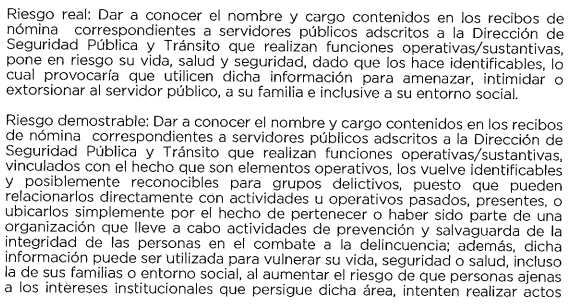 Riesgo real: Dar a conocer el nombre y cargo contenidos en los recibos de
nómina correspondientes a servidores públicos adscritos a la Dirección de
Seguridad Pública y Tránsito que realizan funciones operativas/sustantivas,
pone en riesgo su vida, salud y seguridad, dado que los hace identificables, lo
cual provocaría que utilicen dicha información para amenazar, intimidar o
extorsionar al servidor público, a su familia e inclusive a su entorno social.
Riesgo demostrable: Dar a conocer el nombre y cargo contenidos en los recibos
de nómina correspondientes a servidores públicos adscritos a la Dirección de
Seguridad Pública y Tránsito que realizan funciones operativas/sustantivas,
vinculados con el hecho que son elementos operativos, los vuelve identificables
y posiblemente reconocibles para grupos delictivos, puesto que pueden
relacionarlos directamente con actividades u operativos pasados, presentes, o
ubicarlos simplemente por el hecho de pertenecer o haber sido parte de una
organización que lleve a cabo actividades de prevención y salvaguarda de la
integridad de las personas en el combate a la delincuencia; además, dicha
información puede ser utilizada para vulnerar su vida, seguridad o salud, incluso
la de sus familias o entorno social, al aumentar el riesgo de que personas ajenas
a los intereses institucionales que persigue dicha área, intenten realizar actos